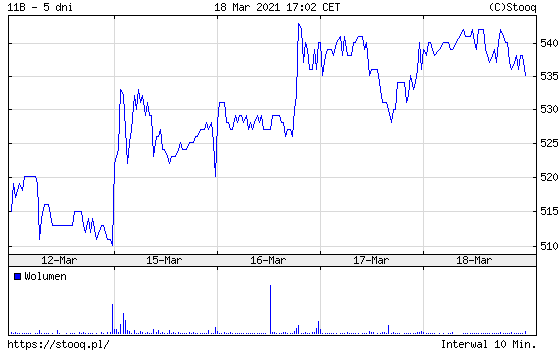 11B - 5 dni 18 Mar 2021 17:02 CET (C)Stooq
540
535
530
525
520
515
510
12-Mar 15-Mar 16-Mar 17-Mar 18-Mar
Wolumen
https://stooq.pl/ Interwal 10 Min.